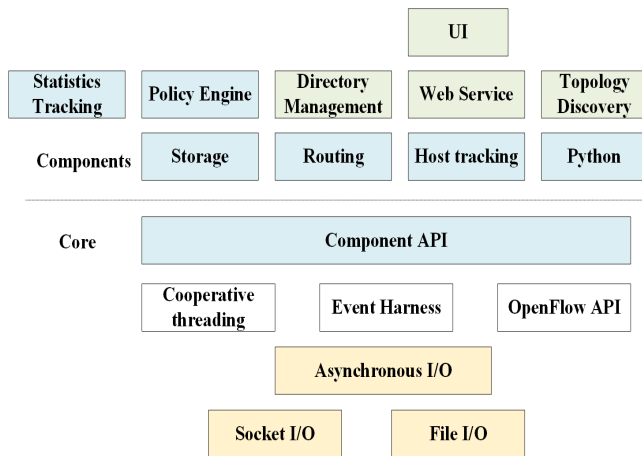 UI
Statistics
Tracking
Policy Engine
Directory
Management
Web Service
Topology
Discovery
Components
Storage
Routing
Host tracking
Python
Core
Component API
Cooperative
threading
Event Harness
OpenFlow API
Asynchronous I/O
Socket I/O
File I/O